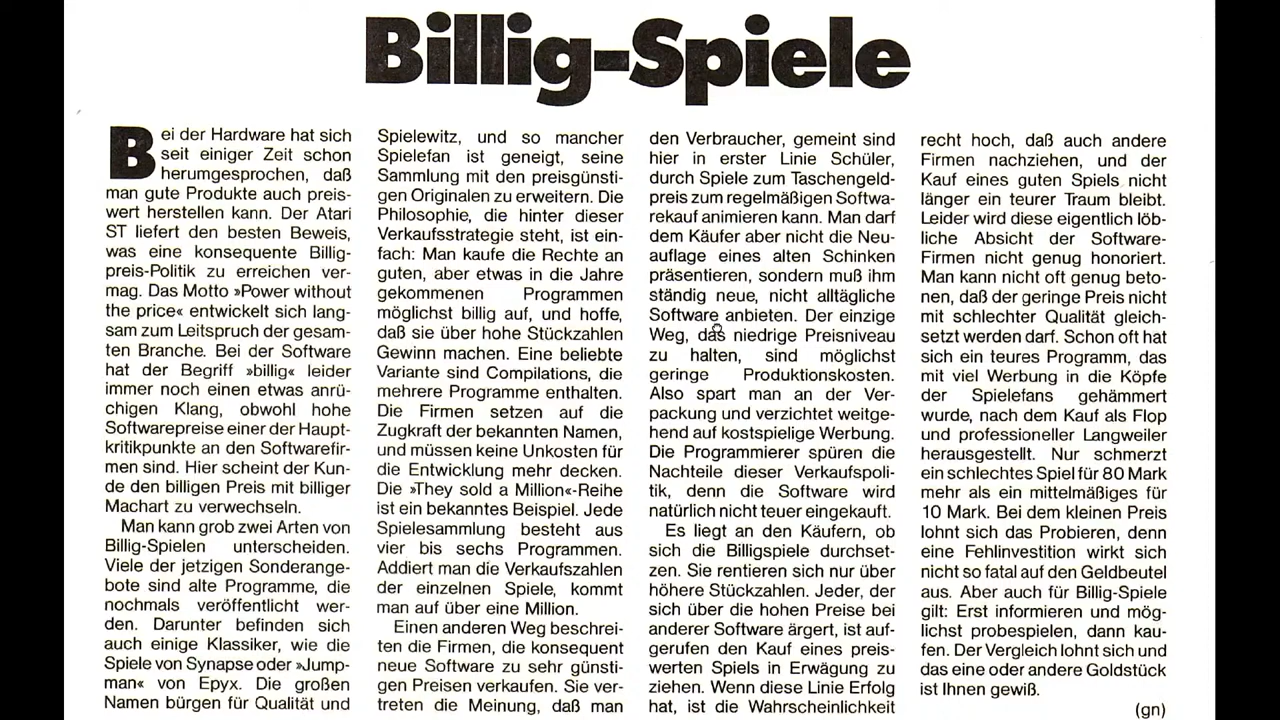 Billig-Spiele
Bei der Hardware hat sich
seit einiger Zeit schon
herumgesprochen, daß
man gute Produkte auch preis-
wert herstellen kann. Der Atari
ST liefert den besten Beweis,
was eine konsequente Billig-
preis-Politik zu erreichen ver-
mag. Das Motto »Power without
the price« entwickelt sich lang-
sam zum Leitspruch der gesam-
ten Branche. Bei der Software
hat der Begriff »billig« leider
immer noch einen etwas anrü-
chigen Klang, obwohl hohe
Softwarepreise einer der Haupt-
kritikpunkte an den Softwarefir-
men sind. Hier scheint der Kun-
de den billigen Preis mit billiger
Machart zu verwechseln.
Man kann grob zwei Arten von
Billig-Spielen unterscheiden.
Viele der jetzigen Sonderange-
bote sind alte Programme, die
nochmals veröffentlicht wer-
den. Darunter befinden sich
auch einige Klassiker, wie die
Spiele von Synapse oder »Jump-
man« von Epyx. Die großen
Namen bürgen für Qualität und
Spielewitz, und so mancher
Spielefan ist geneigt, seine
Sammlung mit den preisgünsti-
gen Originalen zu erweitern. Die
Philosophie, die hinter dieser
Verkaufsstrategie steht, ist ein-
fach: Man kaufe die Rechte an
guten, aber etwas in die Jahre
gekommenen Programmen
möglichst billig auf, und hoffe,
daß sie über hohe Stückzahlen
Gewinn machen. Eine beliebte
Variante sind Compilations, die
mehrere Programme enthalten.
Die Firmen setzen auf die
Zugkraft der bekannten Namen,
und müssen keine Unkosten für
die Entwicklung mehr decken.
Die »They sold a Million«-Reihe
ist ein bekanntes Beispiel. Jede
Spielesammlung besteht aus
vier bis sechs Programmen.
Addiert man die Verkaufszahlen
der einzelnen Spiele, kommt
man auf über eine Million.
Einen anderen Weg beschrei-
ten die Firmen, die konsequent
neue Software zu sehr günsti-
gen Preisen verkaufen. Sie ver-
treten die Meinung, daß man
den Verbraucher, gemeint sind
hier in erster Linie Schüler,
durch Spiele zum Taschengeld-
preis zum regelmäßigen Softwa-
rekauf animieren kann. Man darf
dem Käufer aber nicht die Neu-
auflage eines alten Schinken
präsentieren, sondern muß ihm
ständig neue, nicht alltägliche
Software anbieten. Der einzige
Weg, das niedrige Preisniveau
zu halten, sind möglichst
geringe Produktionskosten.
Also spart man an der Ver-
packung und verzichtet weitge-
hend auf kostspielige Werbung.
Die Programmierer spüren die
Nachteile dieser Verkaufspoli-
tik, denn die Software wird
natürlich nicht teuer eingekauft.
Es liegt an den Käufern, ob
sich die Billigspiele durchset-
zen. Sie rentieren sich nur über
höhere Stückzahlen. Jeder, der
sich über die hohen Preise bei
anderer Software ärgert, ist auf-
gerufen den Kauf eines preis-
werten Spiels in Erwägung zu
ziehen. Wenn diese Linie Erfolg
hat, ist die Wahrscheinlichkeit
recht hoch, daß auch andere
Firmen nachziehen, und der
Kauf eines guten Spiels nicht
länger ein teurer Traum bleibt.
Leider wird diese eigentlich löb-
liche Absicht der Software-
Firmen nicht genug honoriert.
Man kann nicht oft genug beto-
nen, daß der geringe Preis nicht
mit schlechter Qualität gleich-
setzt werden darf. Schon oft hat
sich ein teures Programm, das
mit viel Werbung in die Köpfe
der Spielefans gehämmert
wurde, nach dem Kauf als Flop
und professioneller Langweiler
herausgestellt. Nur schmerzt
ein schlechtes Spiel für 80 Mark
mehr als ein mittelmäßiges für
10 Mark. Bei dem kleinen Preis
lohnt sich das Probieren, denn
eine Fehlinvestition wirkt sich
nicht so fatal auf den Geldbeutel
aus. Aber auch für Billig-Spiele
gilt: Erst informieren und mög-
lichst probespielen, dann kau-
fen. Der Vergleich lohnt sich und
das eine oder andere Goldstück
ist Ihnen gewiß.
(gn)